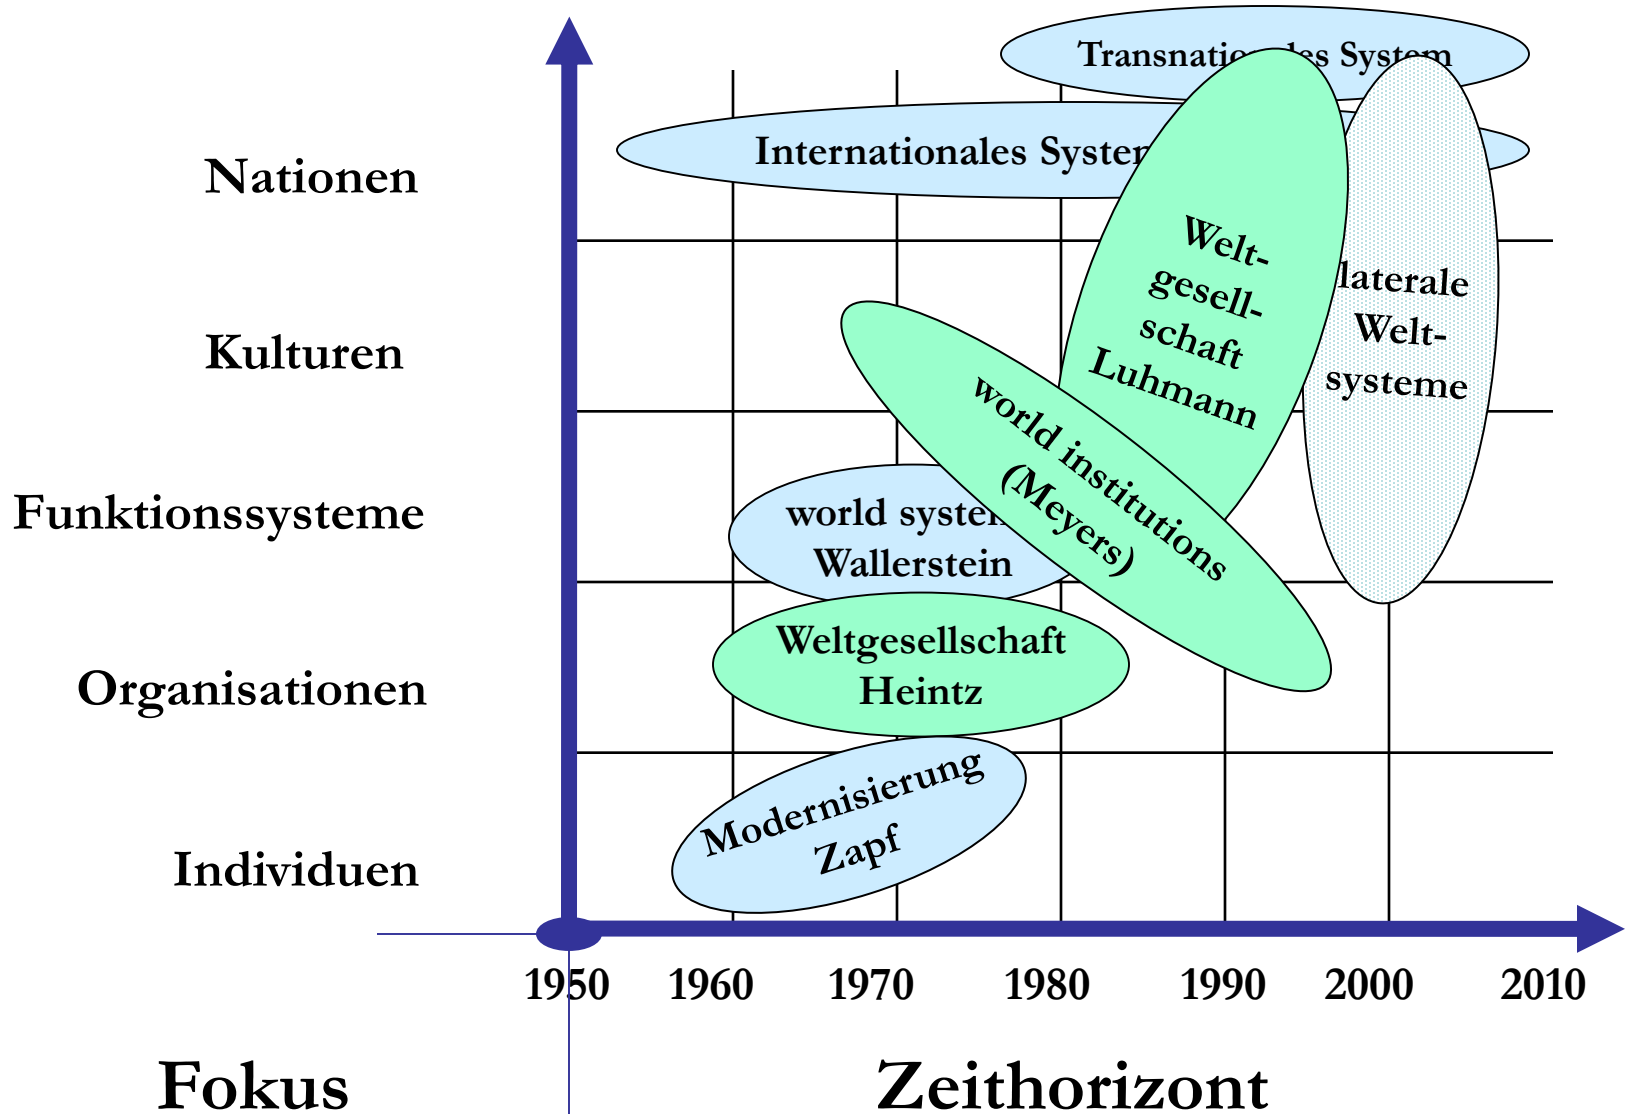 Transnationales System
Internationales System
Nationen
Welt-
gesell-
schaft
Luhmann
laterale
Welt-
systeme
Kulturen
world institutions
(Meyers)
Funktionssysteme
world system
Wallerstein
Weltgesellschaft
Heintz
Organisationen
Modernisierung
Zapf
Individuen
1950 1960 1970 1980 1990 2000 2010
Fokus Zeithorizont